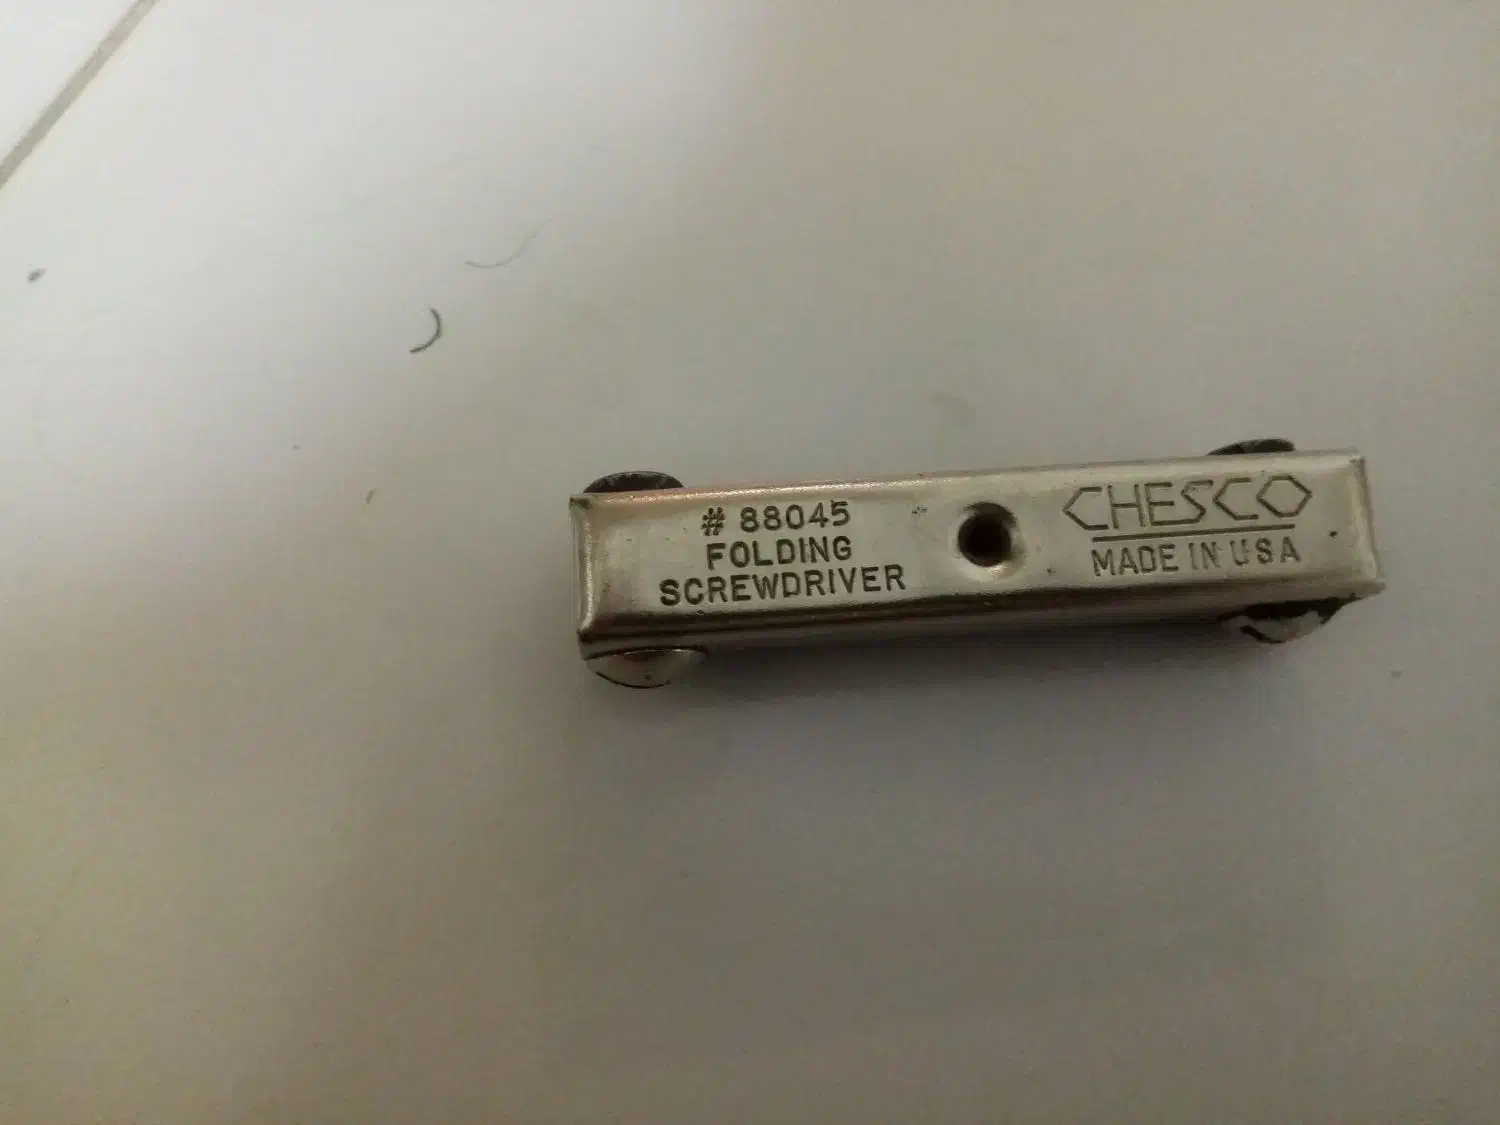 # 88045
FOLDING
SCREWDRIVER
CHESCO
MADE IN USA